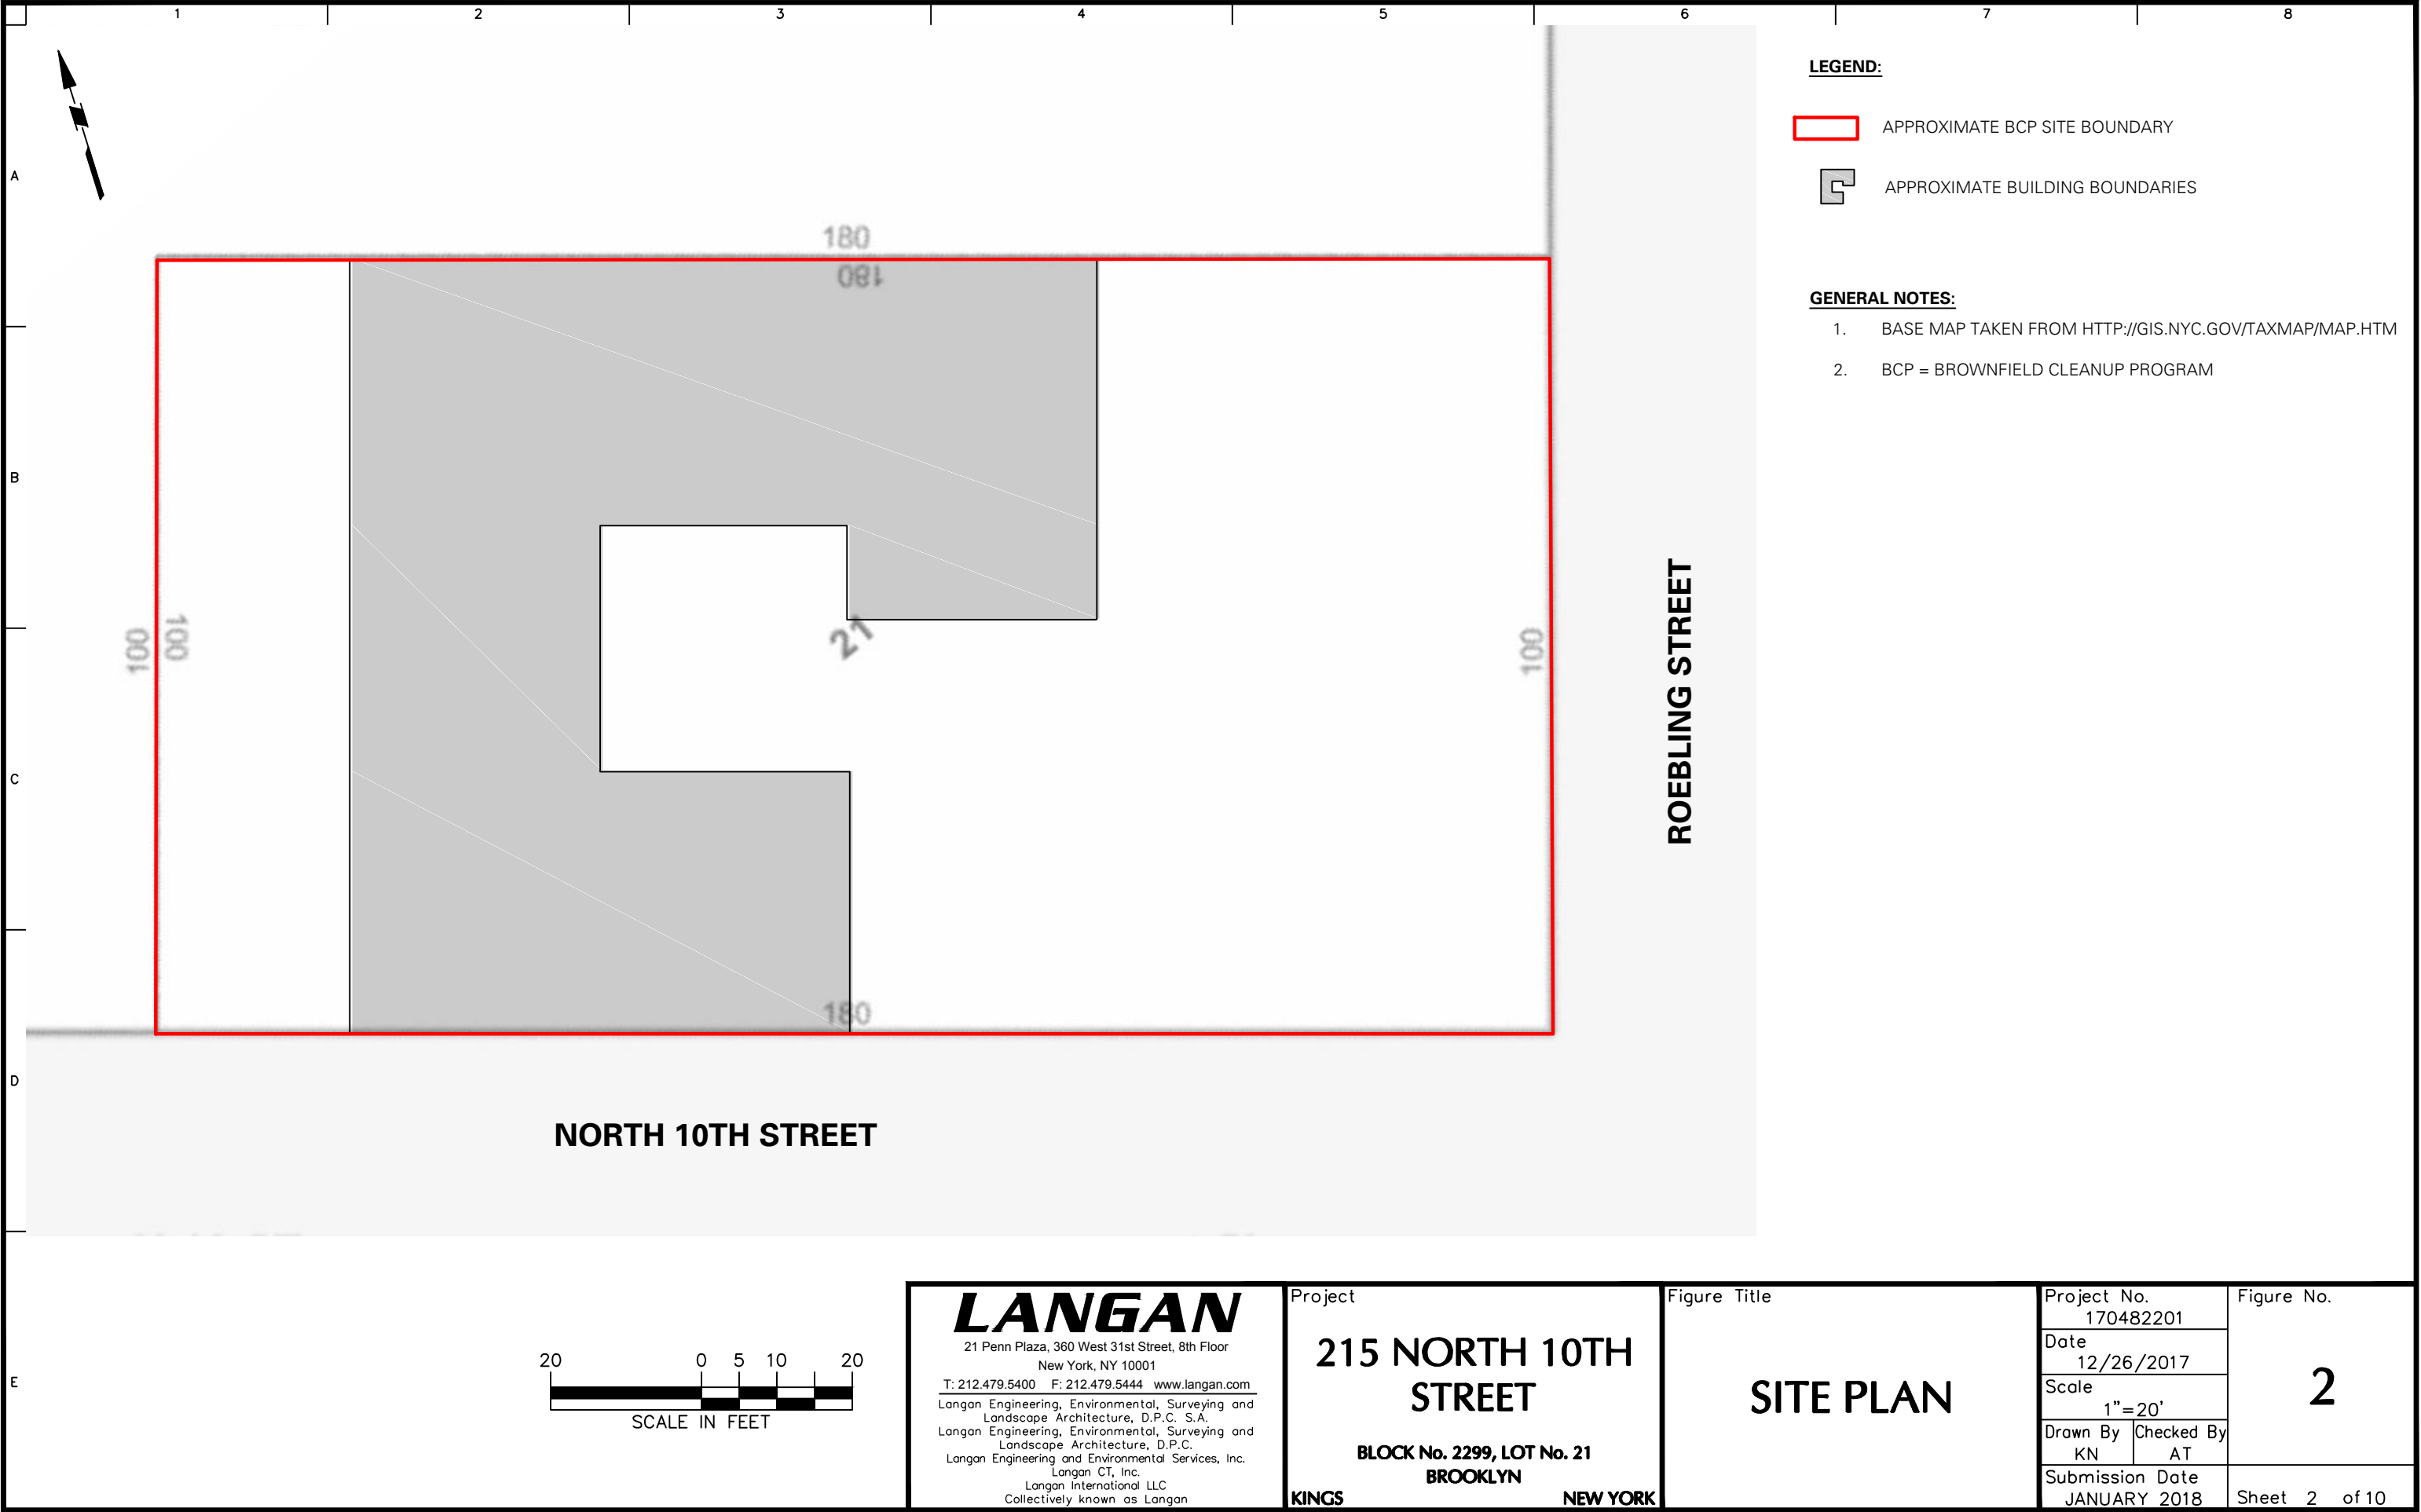 1 2 3 4 5 6 7 8
A
B
C
D
E
LEGEND:
APPROXIMATE BCP SITE BOUNDARY
APPROXIMATE BUILDING BOUNDARIES
GENERAL NOTES:
1. BASE MAP TAKEN FROM HTTP://GIS.NYC.GOV/TAXMAP/MAP.HTM
2. BCP = BROWNFIELD CLEANUP PROGRAM
180
180
100
100
21
100
180
ROEBLING STREET
NORTH 10TH STREET
20 0 5 10 20
SCALE IN FEET
LANGAN
21 Penn Plaza, 360 West 31st Street, 8th Floor
New York, NY 10001
T: 212.479.5400 F: 212.479.5444 www.langan.com
Langan Engineering, Environmental, Surveying and
Landscape Architecture, D.P.C. S.A.
Langan Engineering, Environmental, Surveying and
Landscape Architecture, D.P.C.
Langan Engineering and Environmental Services, Inc.
Langan CT, Inc.
Langan International LLC
Collectively known as Langan
Project
215 NORTH 10TH
STREET
BLOCK No. 2299, LOT No. 21
BROOKLYN
KINGS NEW YORK
Figure Title
SITE PLAN
Project No.
170482201
Date
12/26/2017
Scale
1"=20'
Drawn By
KN
Checked By
AT
Submission Date
JANUARY 2018
Figure No.
2
Sheet 2 of 10